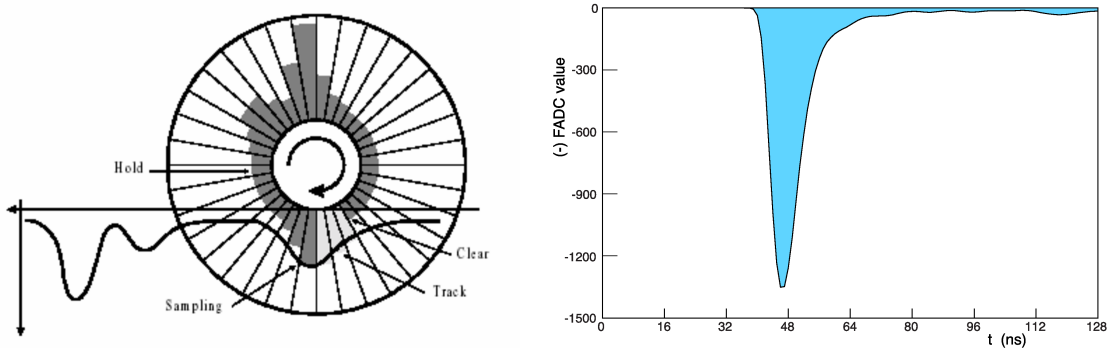 Hold
Clear
Track
Sampling
(-) FADC value
0
-300
-600
-900
-1200
-1500
0 16 32 48 64 80 96 112 128
t (ns)